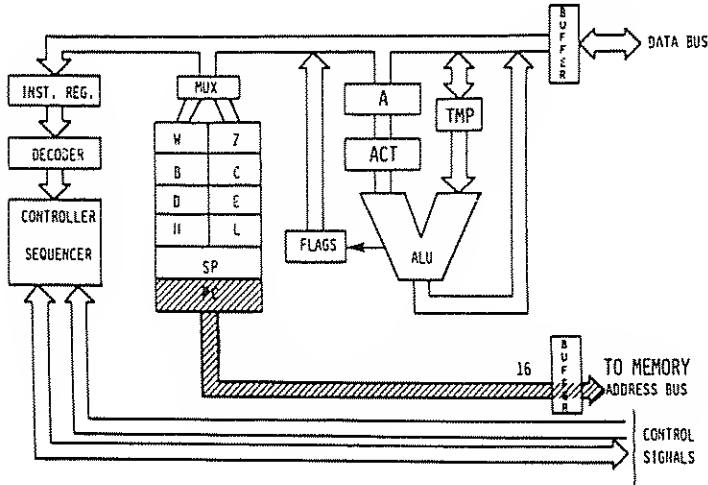 BUFFER
DATA BUS
INST. REG.
MUX
A
TMP
DECODER
W Z
ACT
B C
D E
H L
CONTROLLER
SEQUENCER
FLAGS
ALU
SP
PC
16
BUFFER
TO MEMORY
ADDRESS BUS
CONTROL
SIGNALS